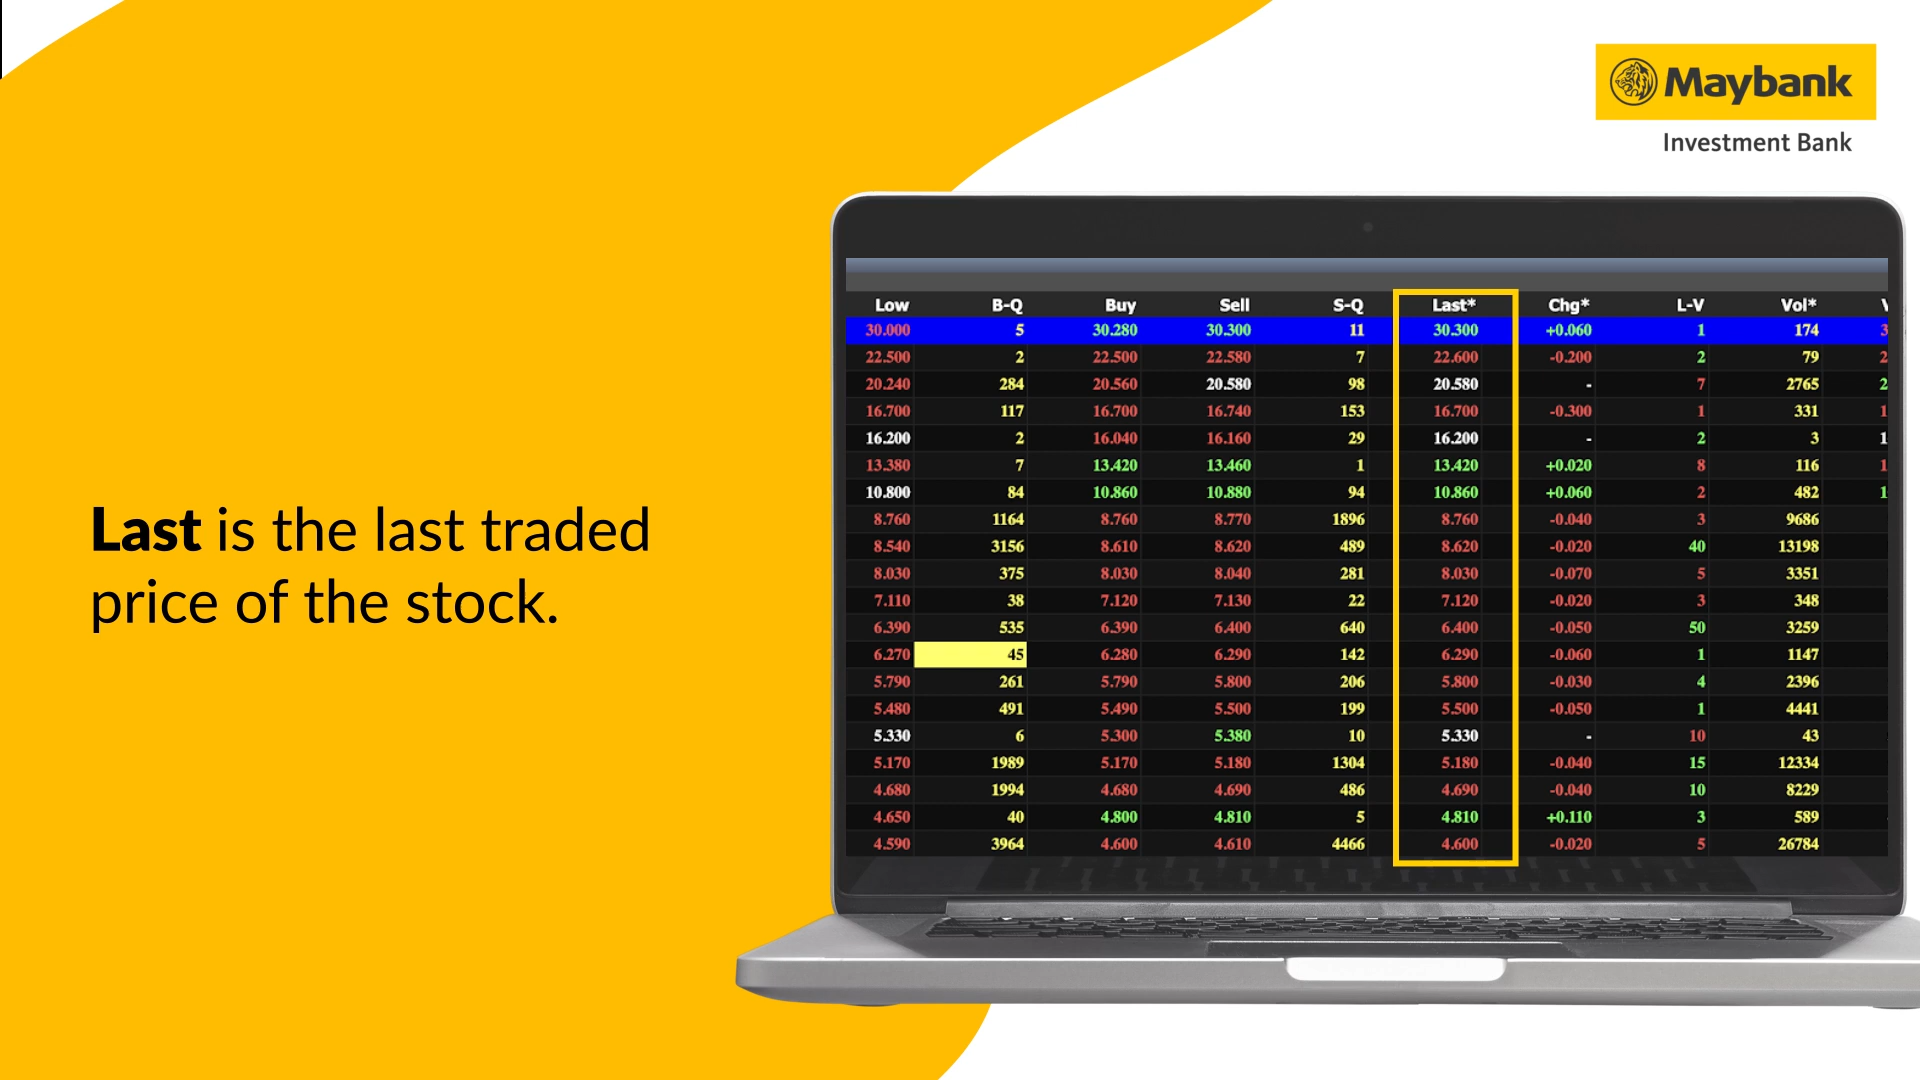 Maybank
Investment Bank
Low B-Q Buy Sell S-Q Last* Chg* L-V Vol*
30.000 5 30.280 30.300 11 30.300 +0.060 1 174 3
22.500 2 22.500 22.580 7 22.600 -0.200 2 79 2
20.240 284 20.560 20.580 98 20.580 - 7 2765 2
16.700 117 16.700 16.740 153 16.700 -0.300 1 331 1
16.200 2 16.040 16.160 29 16.200 - 2 3 1
13.380 7 13.420 13.460 1 13.420 +0.020 8 116 1
10.800 84 10.860 10.880 94 10.860 +0.060 2 482 1
8.760 1164 8.760 8.770 1896 8.760 -0.040 3 9686
8.540 3156 8.610 8.620 489 8.620 -0.020 40 13198
8.030 375 8.030 8.040 281 8.030 -0.070 5 3351
7.110 38 7.120 7.130 22 7.120 -0.020 3 348
6.390 535 6.390 6.400 640 6.400 -0.050 50 3259
6.270 45 6.280 6.290 142 6.290 -0.060 1 1147
5.790 261 5.790 5.800 206 5.800 -0.030 4 2396
5.480 491 5.490 5.500 199 5.500 -0.050 1 4441
5.330 6 5.300 5.380 10 5.330 - 10 43
5.170 1989 5.170 5.180 1304 5.180 -0.040 15 12334
4.680 1994 4.680 4.690 486 4.690 -0.040 10 8229
4.650 40 4.800 4.810 5 4.810 +0.110 3 589
4.590 3964 4.600 4.610 4466 4.600 -0.020 5 26784
Last is the last traded
price of the stock.